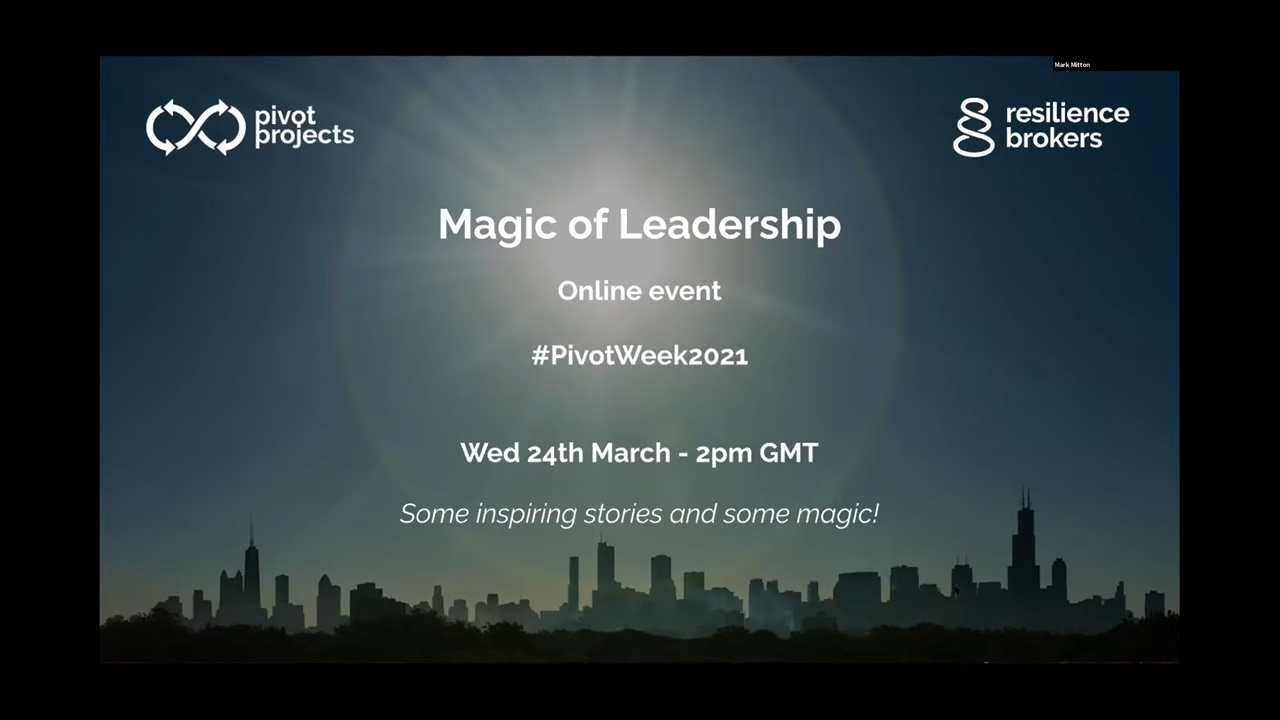 Mark Mitton
pivot
projects
resilience
brokers
Magic of Leadership
Online event
#PivotWeek2021
Wed 24th March - 2pm GMT
Some inspiring stories and some magic!